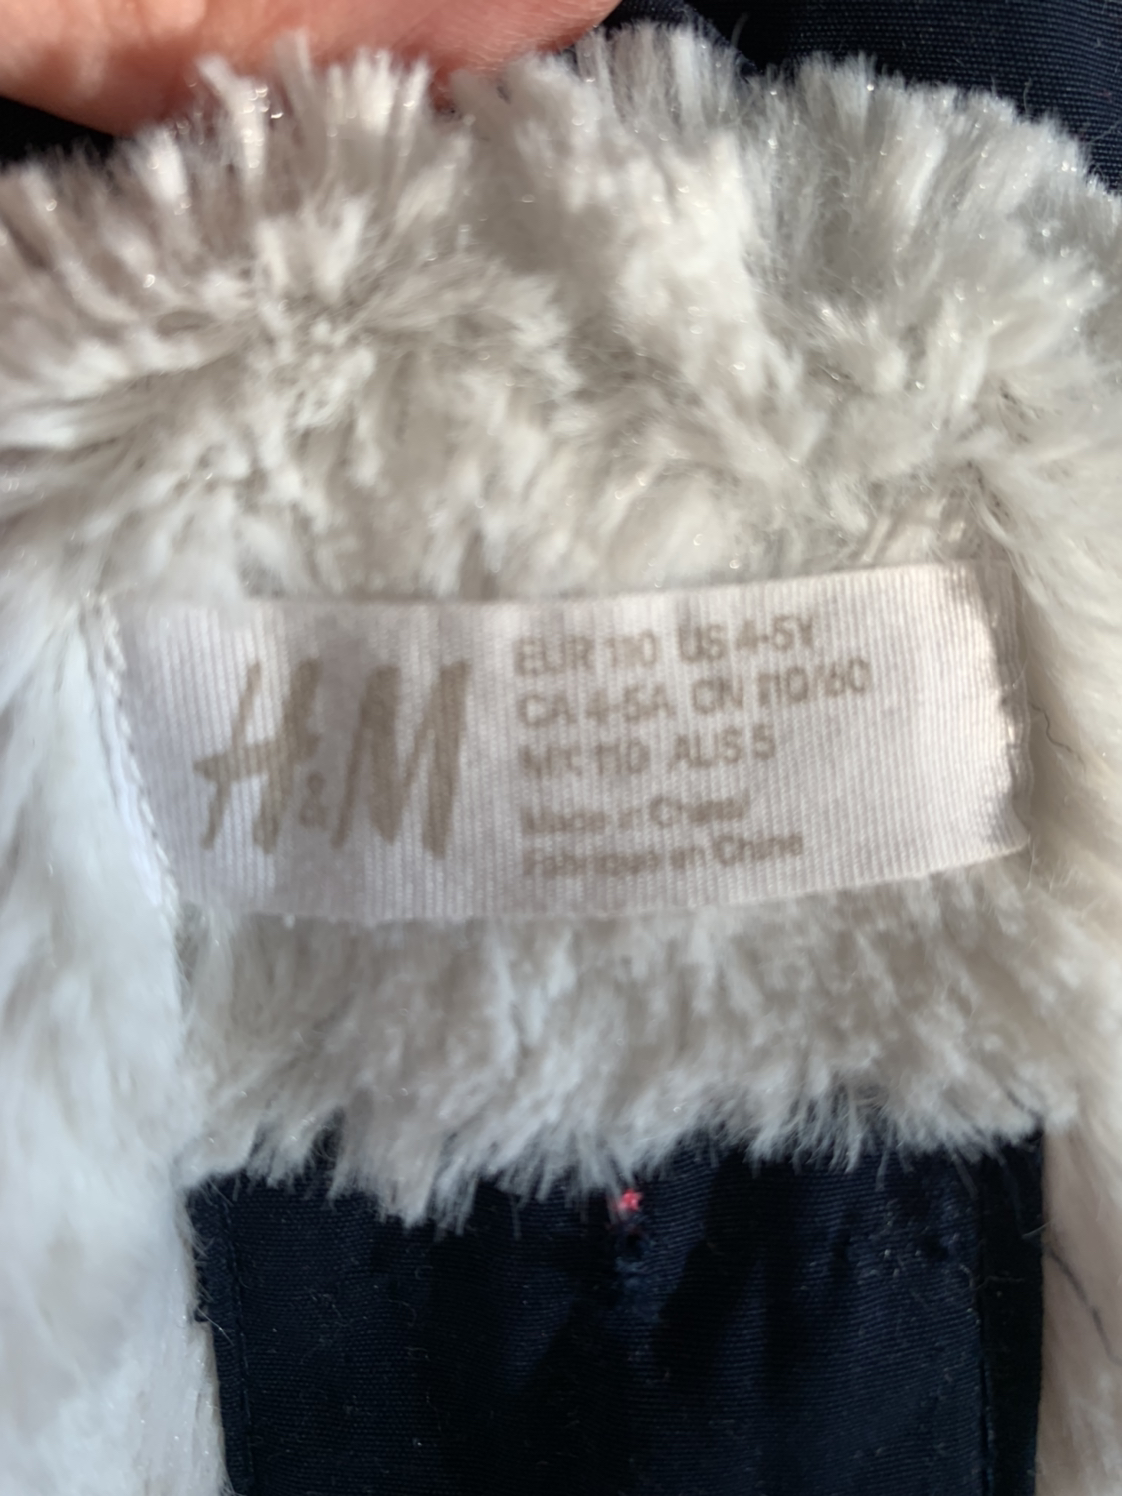 H&M
EUR 110 US 4-5Y
CA 4-5A CN 110/60
MX 110 AUS 5
Made in China/
Fabriqué en Chine